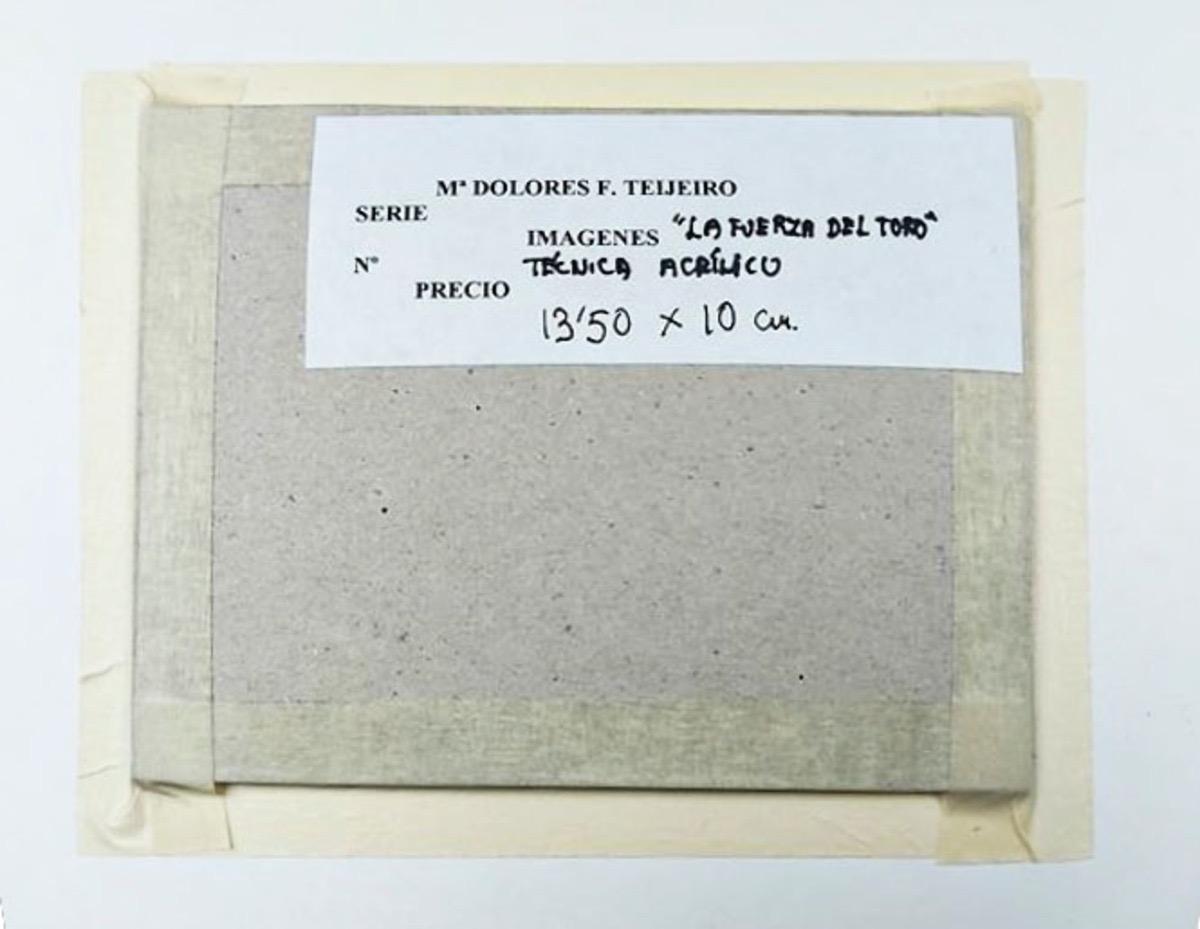 Mª DOLORES F. TEIJEIRO
SERIE
IMAGENES "LA FUERZA DEL TORO"
Nº TÉCNICA ACRÍLICO
PRECIO
13'50 x 10 cm.